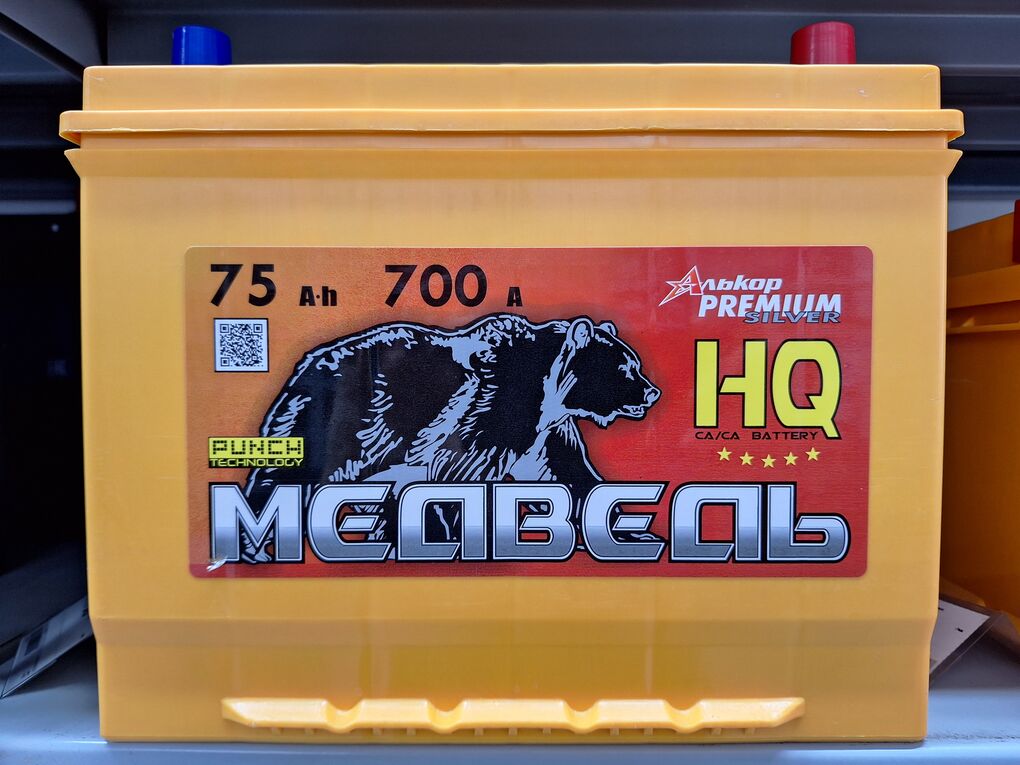 75 A·h 700 A
Алькор
PREMIUM
SILVER
HQ
CA/CA BATTERY
PUNCH
TECHNOLOGY
МЕДВЕДЬ